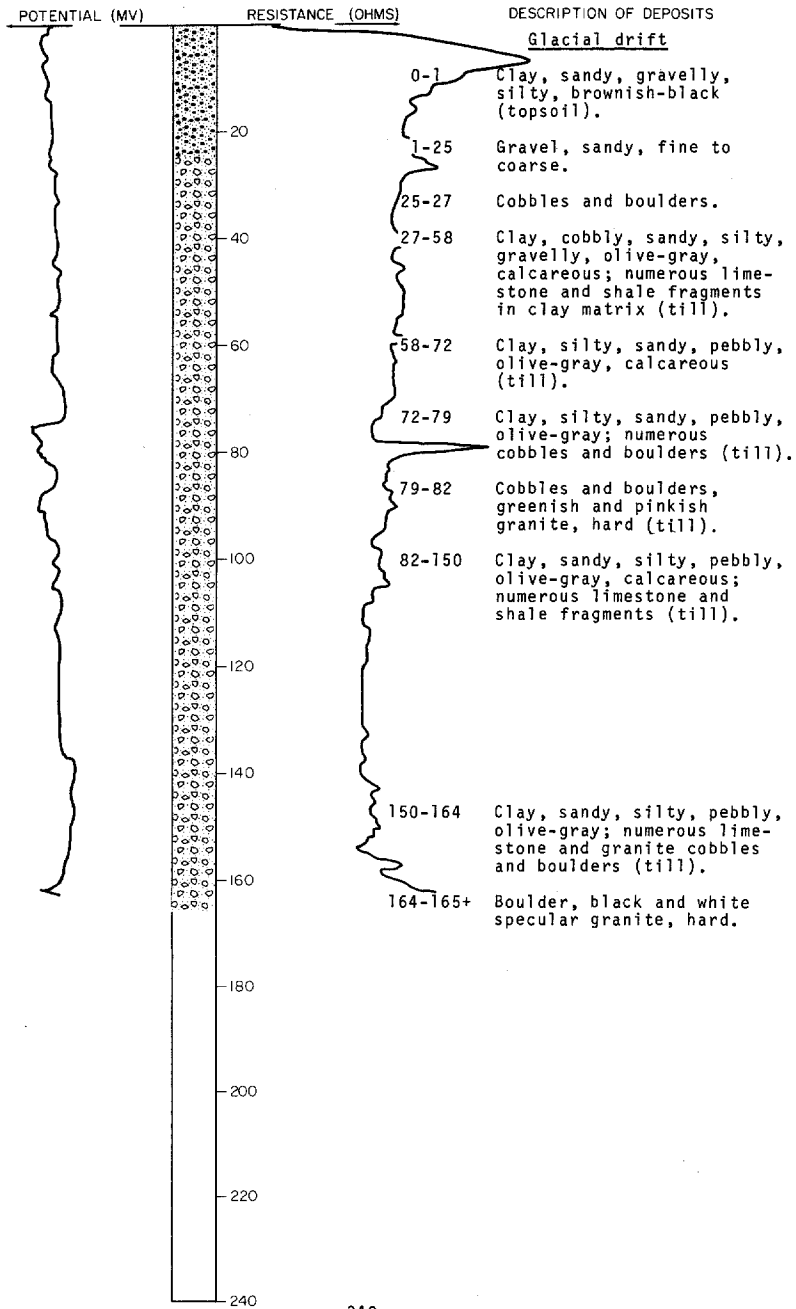 POTENTIAL (MV) RESISTANCE (OHMS) DESCRIPTION OF DEPOSITS
Glacial drift
0-1 Clay, sandy, gravelly,
silty, brownish-black
(topsoil).
20
1-25 Gravel, sandy, fine to
coarse.
25-27 Cobbles and boulders.
27-58 Clay, cobbly, sandy, silty,
40
gravelly, olive-gray,
calcareous; numerous lime-
stone and shale fragments
in clay matrix (till).
60
58-72 Clay, silty, sandy, pebbly,
olive-gray, calcareous
(till).
72-79 Clay, silty, sandy, pebbly,
olive-gray; numerous
80
cobbles and boulders (till).
79-82 Cobbles and boulders,
greenish and pinkish
granite, hard (till).
100
82-150 Clay, sandy, silty, pebbly,
olive-gray, calcareous;
numerous limestone and
shale fragments (till).
120
140
150-164 Clay, sandy, silty, pebbly,
olive-gray; numerous lime-
stone and granite cobbles
and boulders (till).
160
164-165+ Boulder, black and white
specular granite, hard.
180
200
220
240